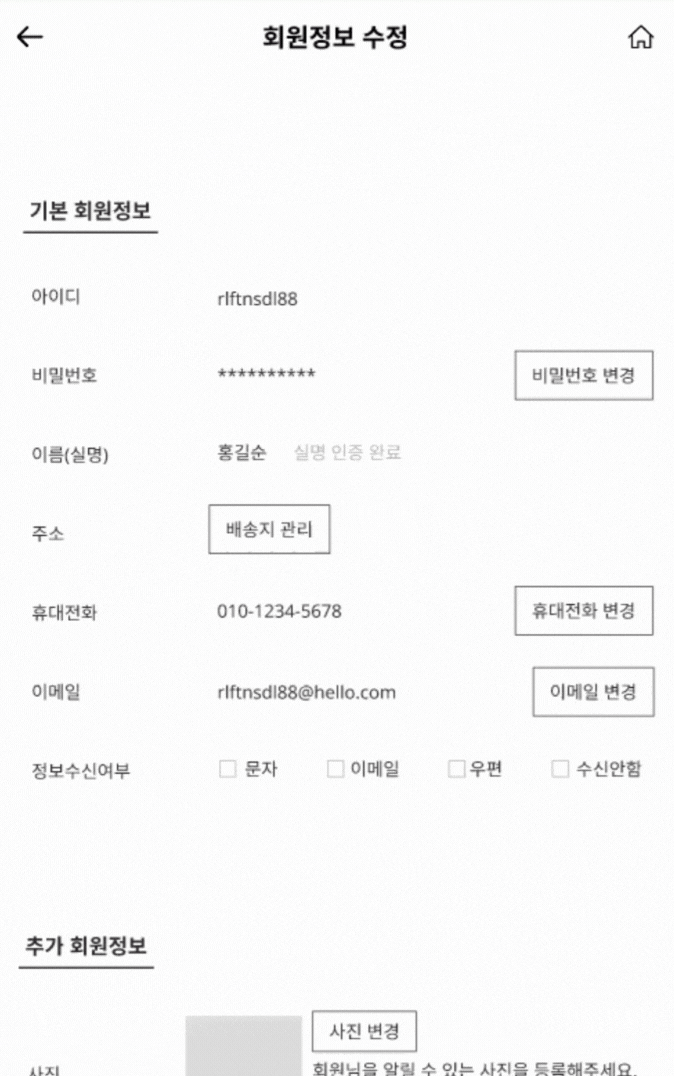 회원정보 수정
기본 회원정보
아이디 rlftnsdl88
비밀번호 ********** 비밀번호 변경
이름(실명) 홍길순 실명 인증 완료
주소 배송지 관리
휴대전화 010-1234-5678 휴대전화 변경
이메일 rlftnsdl88@hello.com 이메일 변경
정보수신여부 문자 이메일 우편 수신안함
추가 회원정보
사진 변경
사진 회원님을 알릴 수 있는 사진을 등록해주세요.